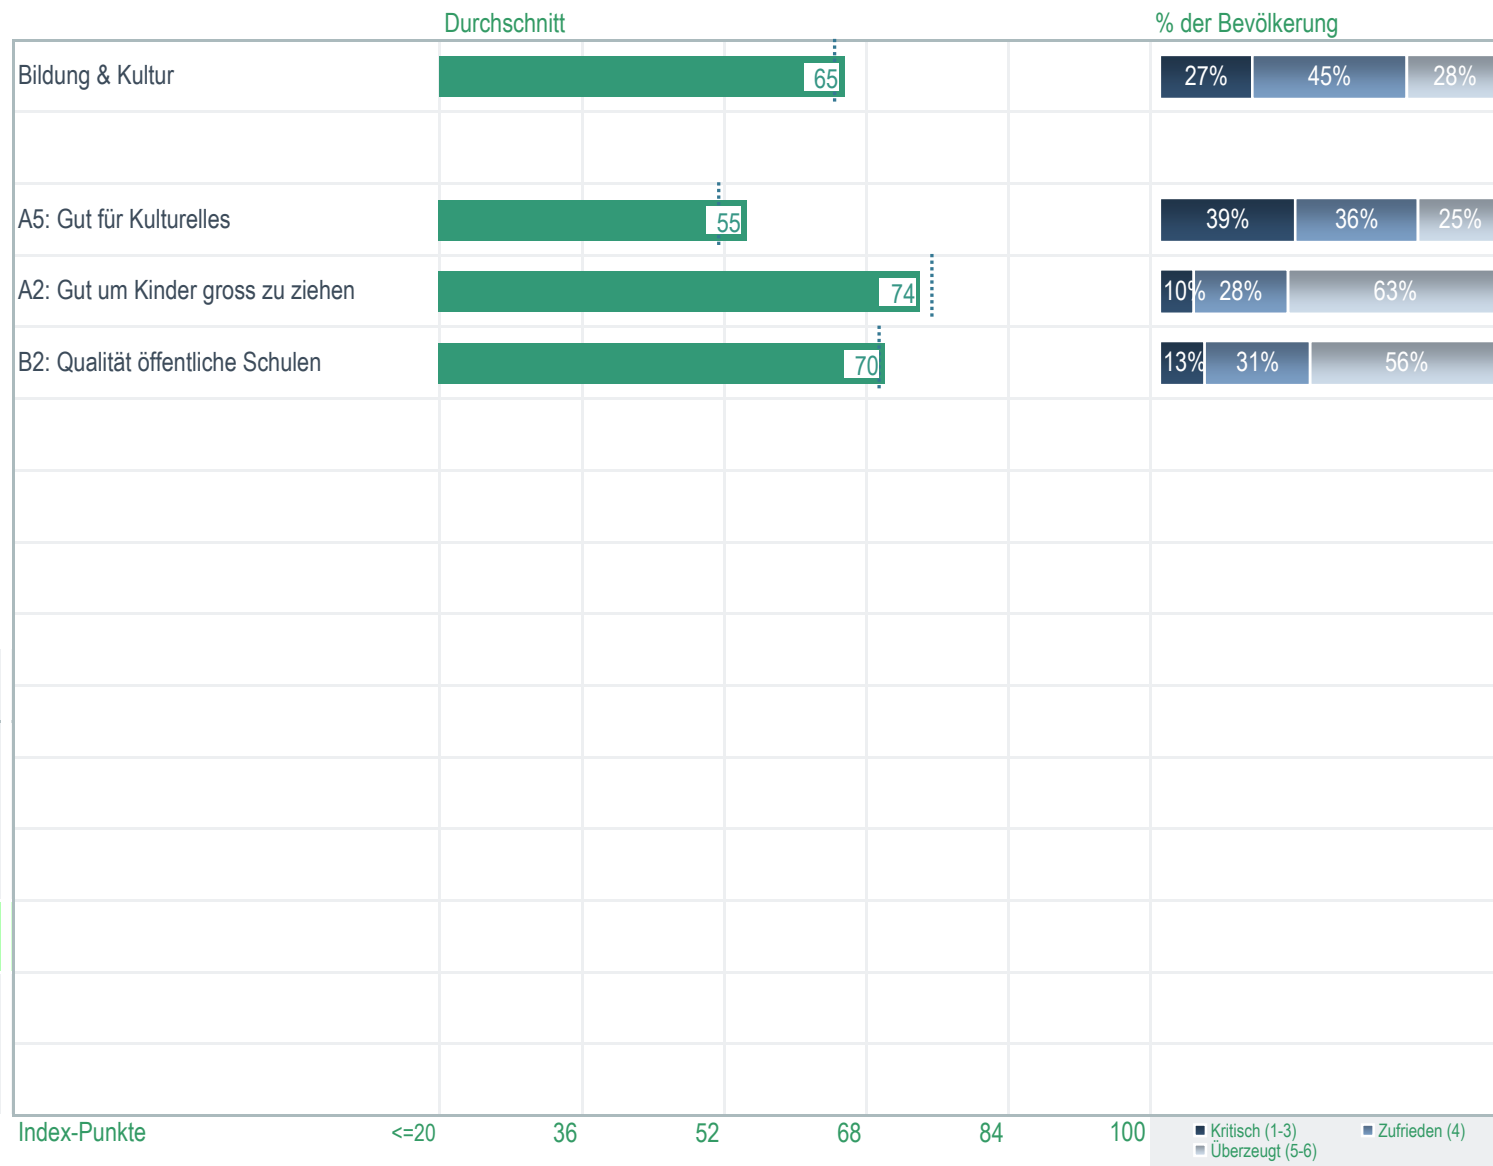 Durchschnitt % der Bevölkerung
Bildung & Kultur 65 27% 45% 28%
A5: Gut für Kulturelles 55 39% 36% 25%
A2: Gut um Kinder gross zu ziehen 74 10% 28% 63%
B2: Qualität öffentliche Schulen 70 13% 31% 56%
Index-Punkte <=20 36 52 68 84 100 Kritisch (1-3) Zufrieden (4)
Überzeugt (5-6)